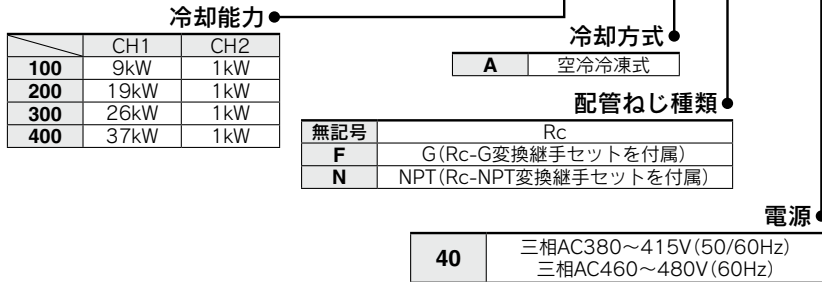 冷却能力
CH1 CH2
100 9kW 1kW
200 19kW 1kW
300 26kW 1kW
400 37kW 1kW
冷却方式
A 空冷冷凍式
配管ねじ種類
無記号 Rc
F G(Rc-G変換継手セットを付属)
N NPT(Rc-NPT変換継手セットを付属)
電源
40 三相AC380～415V(50/60Hz)
三相AC460～480V(60Hz)